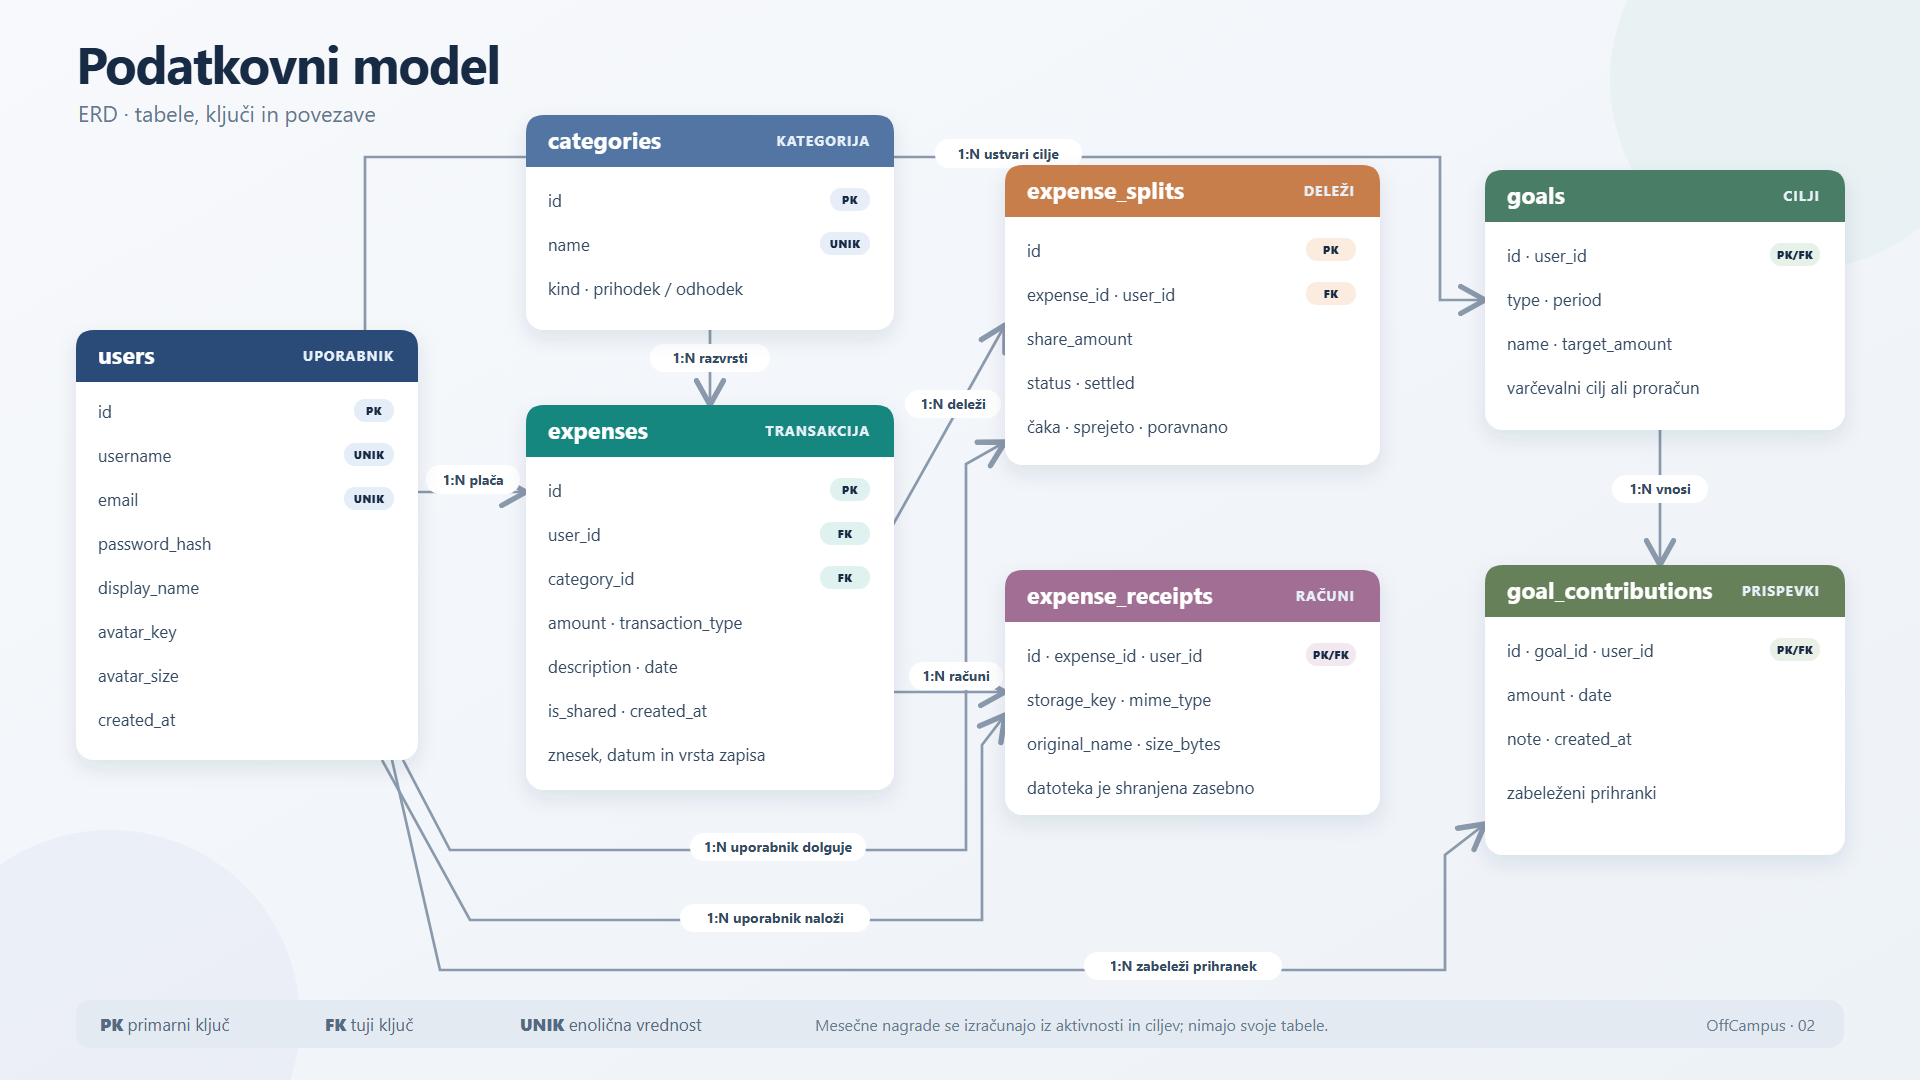 Podatkovni model
ERD · tabele, ključi in povezave
categories KATEGORIJA
id PK
name UNIK
kind · prihodek / odhodek
1:N ustvari cilje
expense_splits DELEŽI
id PK
expense_id · user_id FK
share_amount
status · settled
čaka · sprejeto · poravnano
goals CILJI
id · user_id PK/FK
type · period
name · target_amount
varčevalni cilj ali proračun
users UPORABNIK
id PK
username UNIK
email UNIK
password_hash
display_name
avatar_key
avatar_size
created_at
1:N razvrsti
1:N deleži
1:N plača
expenses TRANSAKCIJA
id PK
user_id FK
category_id FK
amount · transaction_type
description · date
is_shared · created_at
znesek, datum in vrsta zapisa
1:N vnosi
1:N računi
expense_receipts RAČUNI
id · expense_id · user_id PK/FK
storage_key · mime_type
original_name · size_bytes
datoteka je shranjena zasebno
goal_contributions PRISPEVKI
id · goal_id · user_id PK/FK
amount · date
note · created_at
zabeleženi prihranki
1:N uporabnik dolguje
1:N uporabnik naloži
1:N zabeleži prihranek
PK primarni ključ FK tuji ključ UNIK enolična vrednost Mesečne nagrade se izračunajo iz aktivnosti in ciljev; nimajo svoje tabele. OffCampus · 02